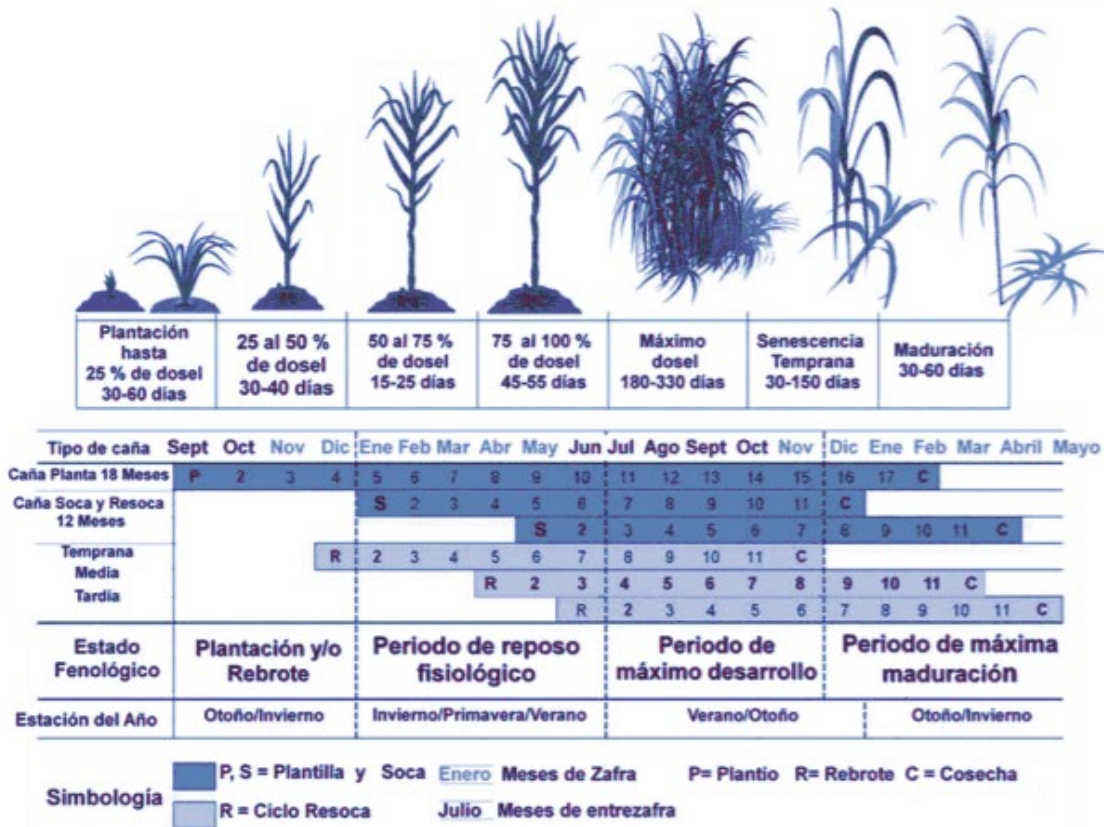 Plantación
hasta
25 % de dosel
30-60 días
25 al 50 %
de dosel
30-40 días
50 al 75 %
de dosel
15-25 días
75 al 100 %
de dosel
45-55 días
Máximo
dosel
180-330 días
Senescencia
Temprana
30-150 días
Maduración
30-60 días
Tipo de caña Sept Oct Nov Dic Ene Feb Mar Abr May Jun Jul Ago Sept Oct Nov Dic Ene Feb Mar Abril Mayo
Caña Planta 18 Meses P 2 3 4 5 6 7 8 9 10 11 12 13 14 15 16 17 C
Caña Soca y Resoca
12 Meses
S 2 3 4 5 6 7 8 9 10 11 C
S 2 3 4 5 6 7 8 9 10 11 C
Temprana R 2 3 4 5 6 7 8 9 10 11 C
Media R 2 3 4 5 6 7 8 9 10 11 C
Tardía R 2 3 4 5 6 7 8 9 10 11 C
Estado
Fenológico
Plantación y/o
Rebrote
Periodo de reposo
fisiológico
Periodo de
máximo desarrollo
Periodo de máxima
maduración
Estación del Año Otoño/Invierno Invierno/Primavera/Verano Verano/Otoño Otoño/Invierno
Simbología
P, S = Plantilla y Soca Enero Meses de Zafra P= Plantio R= Rebrote C = Cosecha
R = Ciclo Resoca Julio Meses de entrezafra